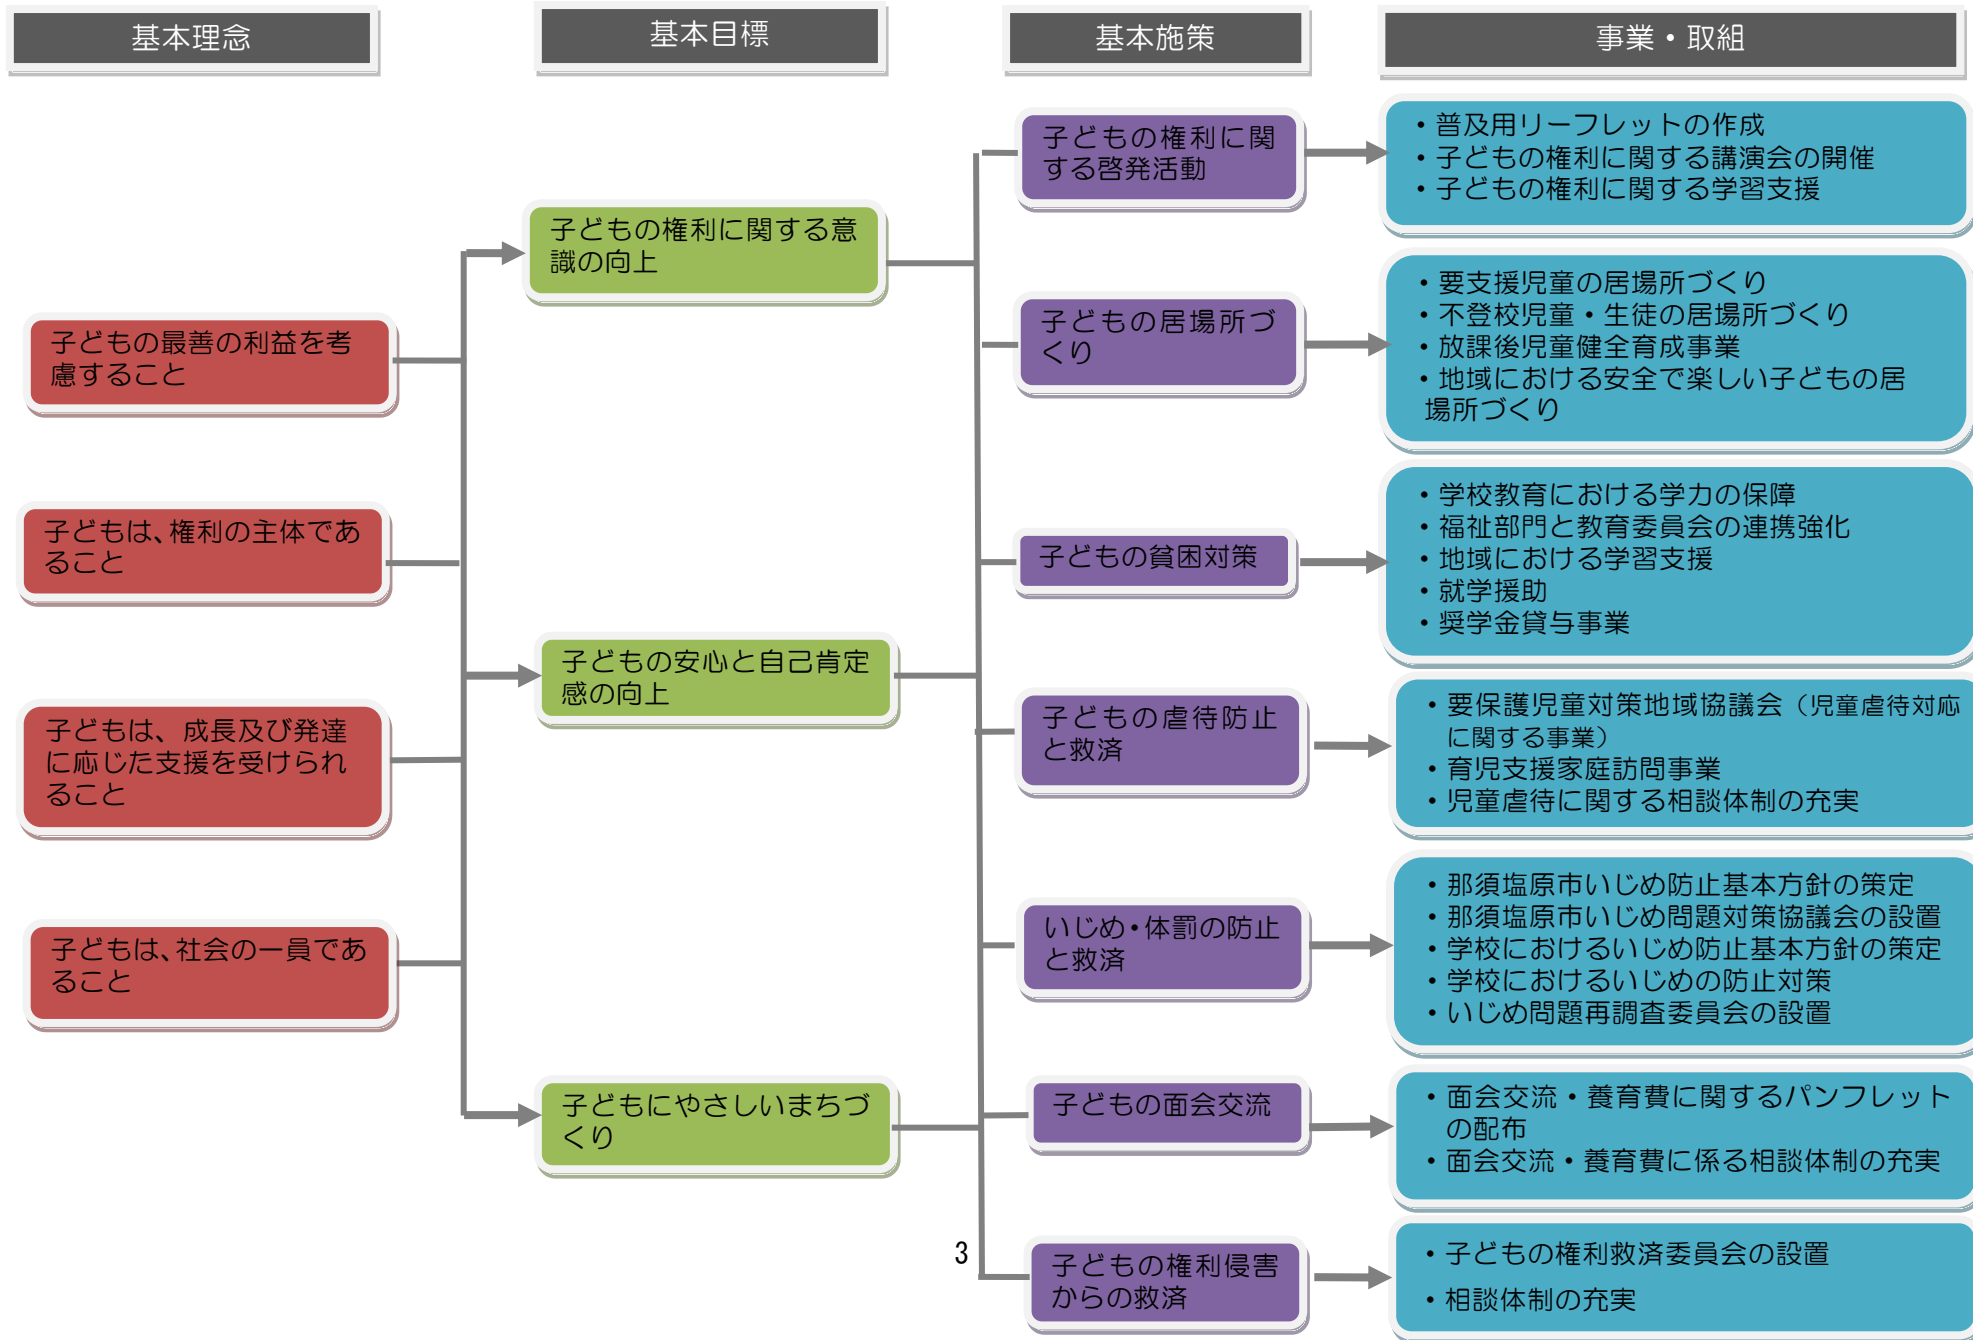 基本理念
基本目標
基本施策
事業・取組
子どもの最善の利益を考
慮すること
子どもは、権利の主体であ
ること
子どもは、成長及び発達
に応じた支援を受けられ
ること
子どもは、社会の一員であ
ること
子どもの権利に関する意
識の向上
子どもの安心と自己肯定
感の向上
子どもにやさしいまちづ
くり
子どもの権利に関
する啓発活動
・普及用リーフレットの作成
・子どもの権利に関する講演会の開催
・子どもの権利に関する学習支援
子どもの居場所づ
くり
・要支援児童の居場所づくり
・不登校児童・生徒の居場所づくり
・放課後児童健全育成事業
・地域における安全で楽しい子どもの居
場所づくり
子どもの貧困対策
・学校教育における学力の保障
・福祉部門と教育委員会の連携強化
・地域における学習支援
・就学援助
・奨学金貸与事業
子どもの虐待防止
と救済
・要保護児童対策地域協議会（児童虐待対応
に関する事業）
・育児支援家庭訪問事業
・児童虐待に関する相談体制の充実
いじめ・体罰の防止
と救済
・那須塩原市いじめ防止基本方針の策定
・那須塩原市いじめ問題対策協議会の設置
・学校におけるいじめ防止基本方針の策定
・学校におけるいじめの防止対策
・いじめ問題再調査委員会の設置
子どもの面会交流
・面会交流・養育費に関するパンフレット
の配布
・面会交流・養育費に係る相談体制の充実
子どもの権利侵害
からの救済
・子どもの権利救済委員会の設置
・相談体制の充実
3